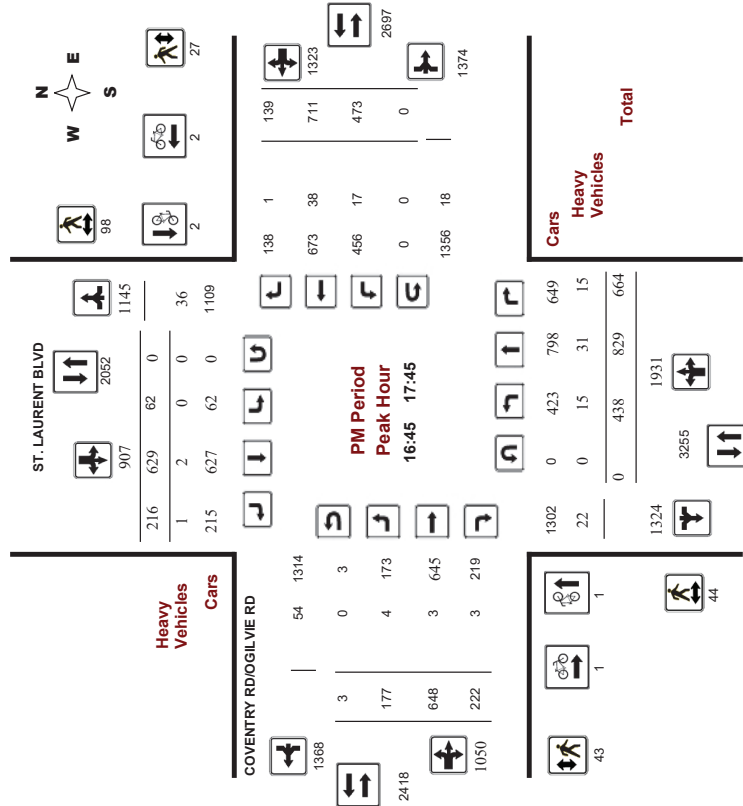 N
W E
S
98
27
2
2
ST. LAURENT BLVD
2052
907
1145
216 629 62 0
1 2 0 0 36
215 627 62 0 1109
Heavy
Vehicles
Cars
1323
2697
1374
138 1 139
673 38 711
456 17 473
0 0 0
1356 18
PM Period
Peak Hour
16:45 17:45
COVENTRY RD/OGILVIE RD
1368
2418
1050
54 1314
3 0 3
177 4 173
648 3 645
222 3 219
Cars
Heavy
Vehicles
Total
1302 0 423 798 649
22 0 15 31 15
0 438 829 664
1324
1931
3255
1
1
43
44